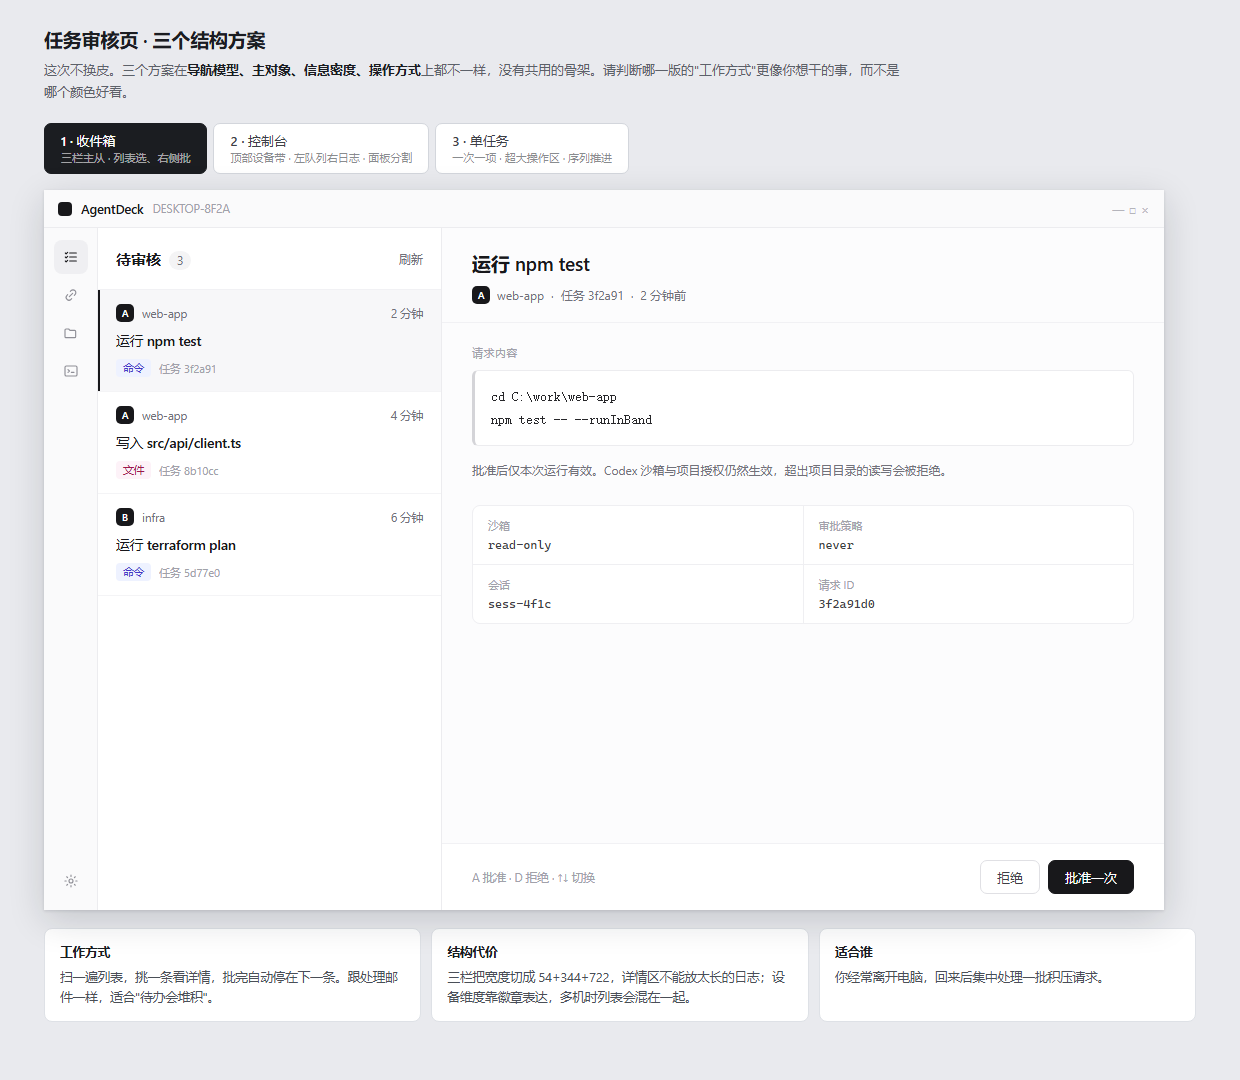 任务审核页 · 三个结构方案
这次不换皮。三个方案在导航模型、主对象、信息密度、操作方式上都不一样，没有共用的骨架。请判断哪一版的"工作方式"更像你想干的事，而不是
哪个颜色好看。
1 · 收件箱
三栏主从 · 列表选、右侧批
2 · 控制台
顶部设备带 · 左队列右日志 · 面板分割
3 · 单任务
一次一项 · 超大操作区 · 序列推进
AgentDeck DESKTOP-8F2A
待审核 3 刷新
A web-app 2 分钟
运行 npm test
命令 任务 3f2a91
A web-app 4 分钟
写入 src/api/client.ts
文件 任务 8b10cc
B infra 6 分钟
运行 terraform plan
命令 任务 5d77e0
运行 npm test
A web-app · 任务 3f2a91 · 2 分钟前
请求内容
cd C:\work\web-app
npm test -- --runInBand
批准后仅本次运行有效。Codex 沙箱与项目授权仍然生效，超出项目目录的读写会被拒绝。
沙箱
read-only
审批策略
never
会话
sess-4f1c
请求 ID
3f2a91d0
A 批准 · D 拒绝 · ↑↓ 切换
拒绝
批准一次
工作方式
扫一遍列表，挑一条看详情，批完自动停在下一条。跟处理邮
件一样，适合"待办会堆积"。
结构代价
三栏把宽度切成 54+344+722，详情区不能放太长的日志；设
备维度靠徽章表达，多机时列表会混在一起。
适合谁
你经常离开电脑，回来后集中处理一批积压请求。